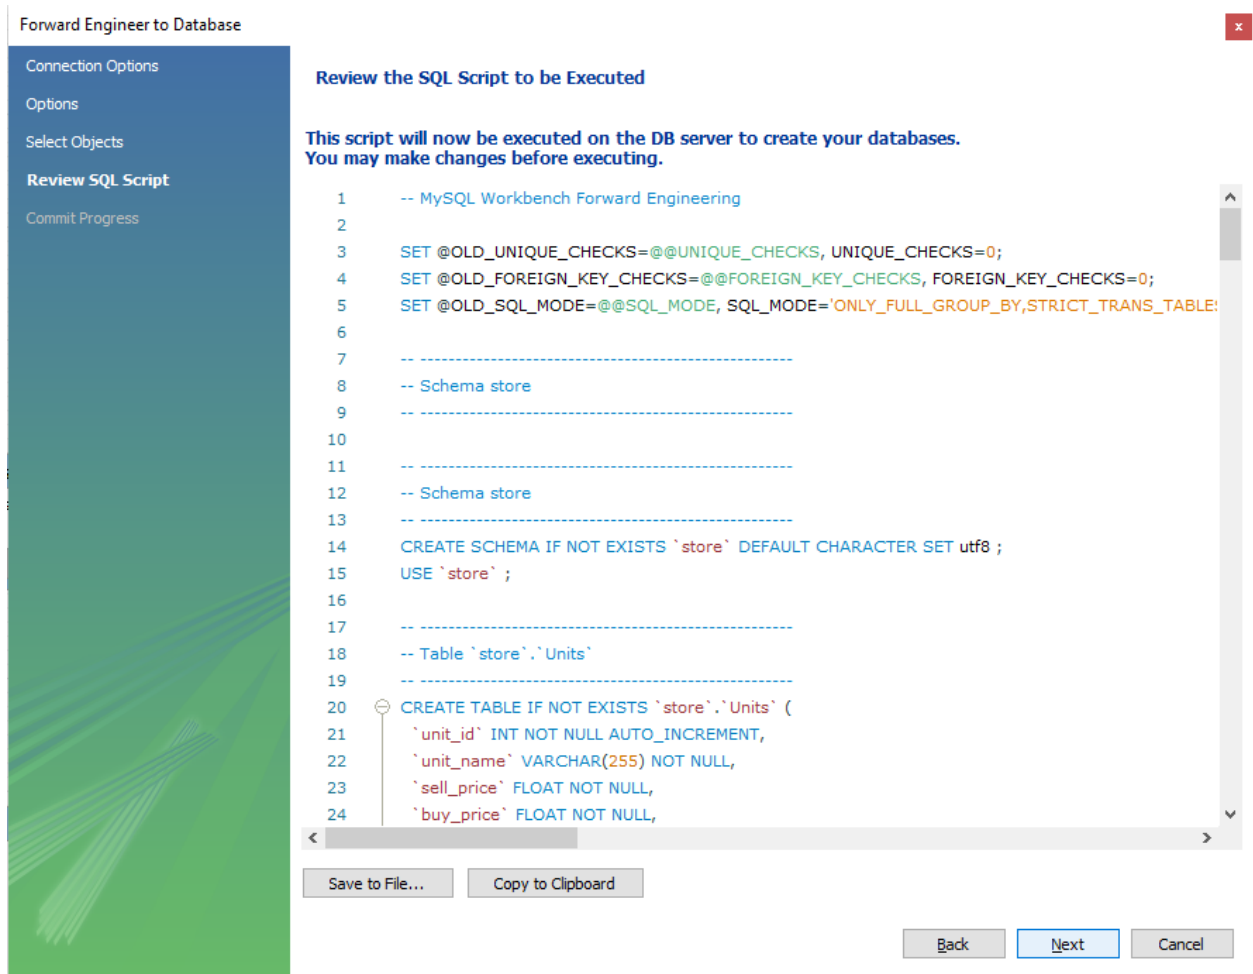 Forward Engineer to Database
x
Connection Options
Options
Select Objects
Review SQL Script
Commit Progress
Review the SQL Script to be Executed
This script will now be executed on the DB server to create your databases.
You may make changes before executing.
1 -- MySQL Workbench Forward Engineering
2
3 SET @OLD_UNIQUE_CHECKS=@@UNIQUE_CHECKS, UNIQUE_CHECKS=0;
4 SET @OLD_FOREIGN_KEY_CHECKS=@@FOREIGN_KEY_CHECKS, FOREIGN_KEY_CHECKS=0;
5 SET @OLD_SQL_MODE=@@SQL_MODE, SQL_MODE='ONLY_FULL_GROUP_BY,STRICT_TRANS_TABLES
6
7 -- -----------------------------------------------------
8 -- Schema store
9 -- -----------------------------------------------------
10
11 -- -----------------------------------------------------
12 -- Schema store
13 -- -----------------------------------------------------
14 CREATE SCHEMA IF NOT EXISTS `store` DEFAULT CHARACTER SET utf8 ;
15 USE `store` ;
16
17 -- -----------------------------------------------------
18 -- Table `store`.`Units`
19 -- -----------------------------------------------------
20 CREATE TABLE IF NOT EXISTS `store`.`Units` (
21 `unit_id` INT NOT NULL AUTO_INCREMENT,
22 `unit_name` VARCHAR(255) NOT NULL,
23 `sell_price` FLOAT NOT NULL,
24 `buy_price` FLOAT NOT NULL,
Save to File...
Copy to Clipboard
Back
Next
Cancel